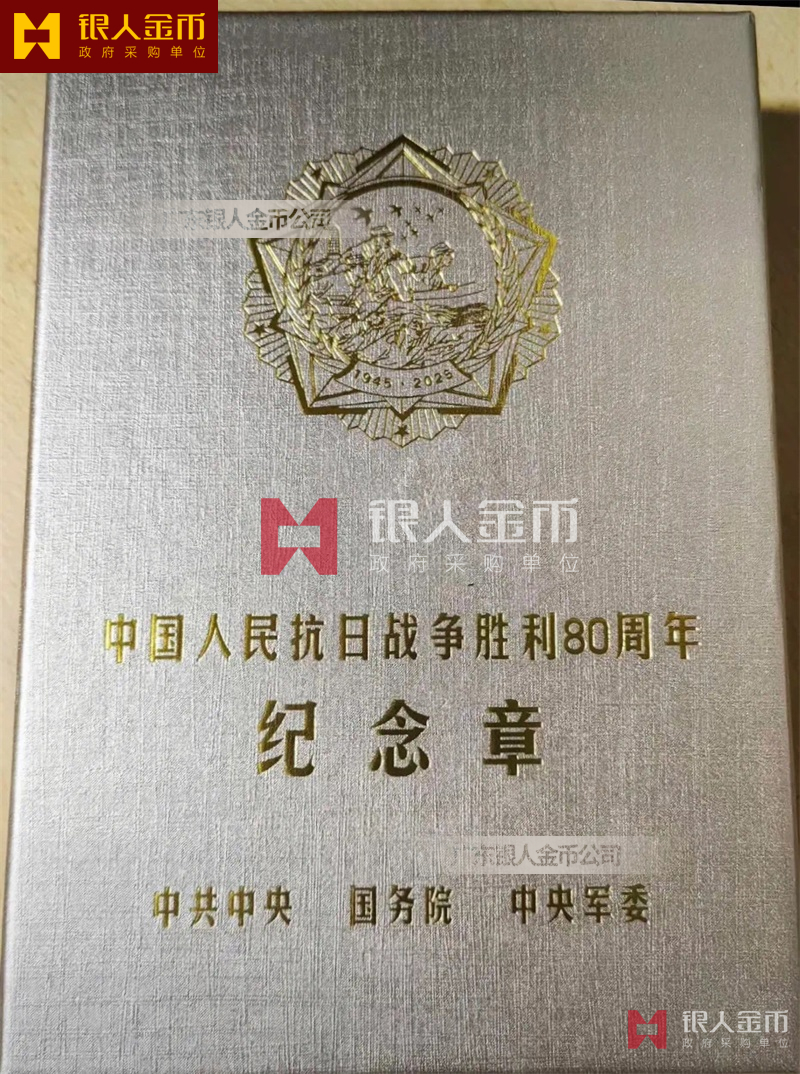 银人金币
政府采购单位
东银人金币公司
1945·2025
银人金币
政府采购单位
中国人民抗日战争胜利80周年
纪念章
东银人金币公司
中共中央 国务院 中央军委
银人金币
政府采购单位